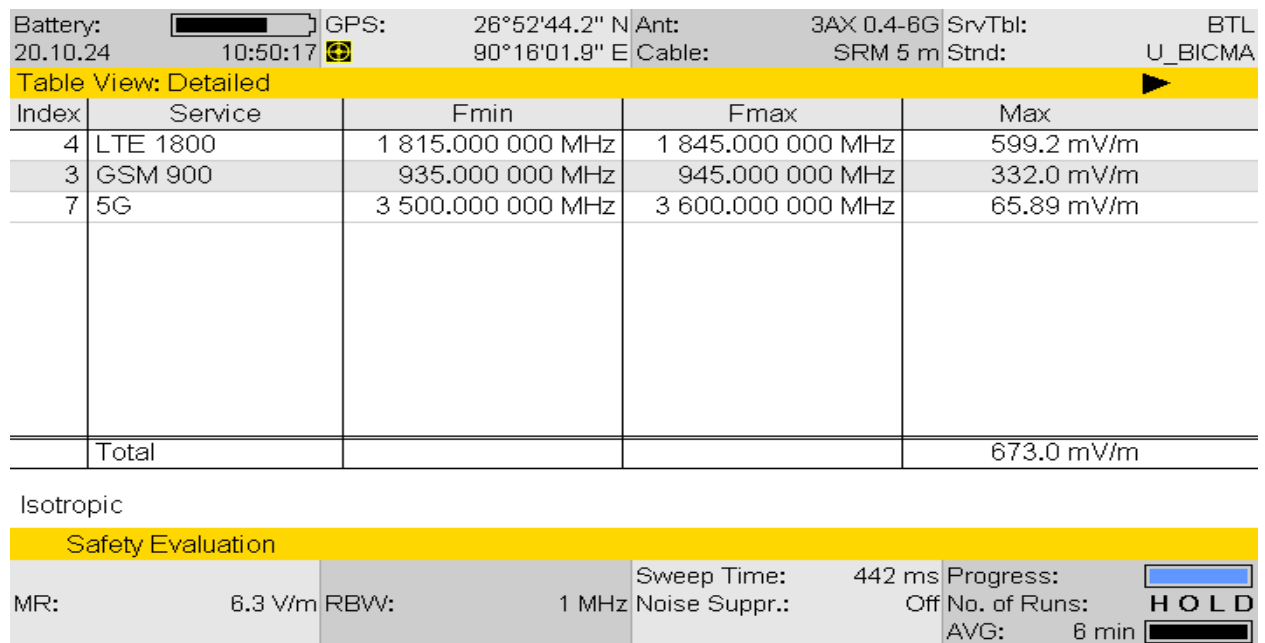 Battery: GPS: 26°52'44.2" N Ant: 3AX 0.4-6G SrvTbl: BTL
20.10.24 10:50:17 90°16'01.9" E Cable: SRM 5 m Stnd: U_BICMA
Table View: Detailed
Index Service Fmin Fmax Max
4 LTE 1800 1 815.000 000 MHz 1 845.000 000 MHz 599.2 mV/m
3 GSM 900 935.000 000 MHz 945.000 000 MHz 332.0 mV/m
7 5G 3 500.000 000 MHz 3 600.000 000 MHz 65.89 mV/m
Total 673.0 mV/m
Isotropic
Safety Evaluation
Sweep Time: 442 ms Progress:
MR: 6.3 V/m RBW: 1 MHz Noise Suppr.: Off No. of Runs: HOLD
AVG: 6 min